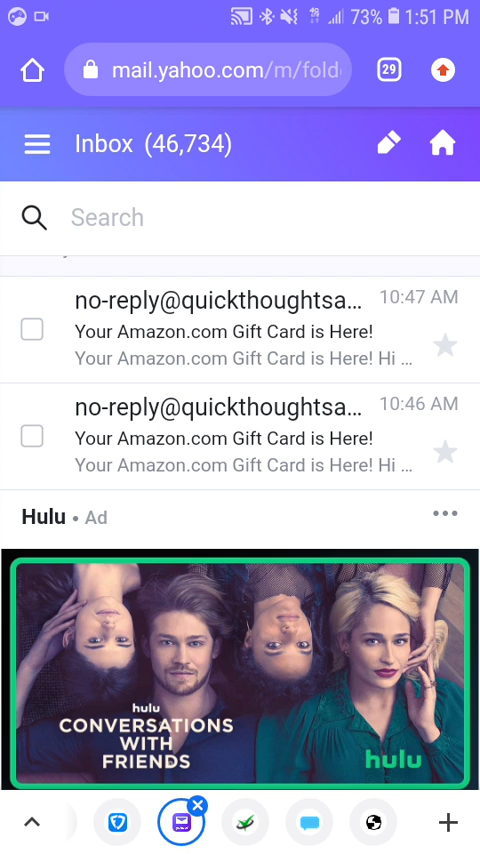 73% 1:51 PM
mail.yahoo.com/m/fold
29
Inbox (46,734)
Search
no-reply@quickthoughtsa... 10:47 AM
Your Amazon.com Gift Card is Here!
Your Amazon.com Gift Card is Here! Hi ...
no-reply@quickthoughtsa... 10:46 AM
Your Amazon.com Gift Card is Here!
Your Amazon.com Gift Card is Here! Hi ...
Hulu • Ad
hulu
CONVERSATIONS
WITH
FRIENDS
hulu